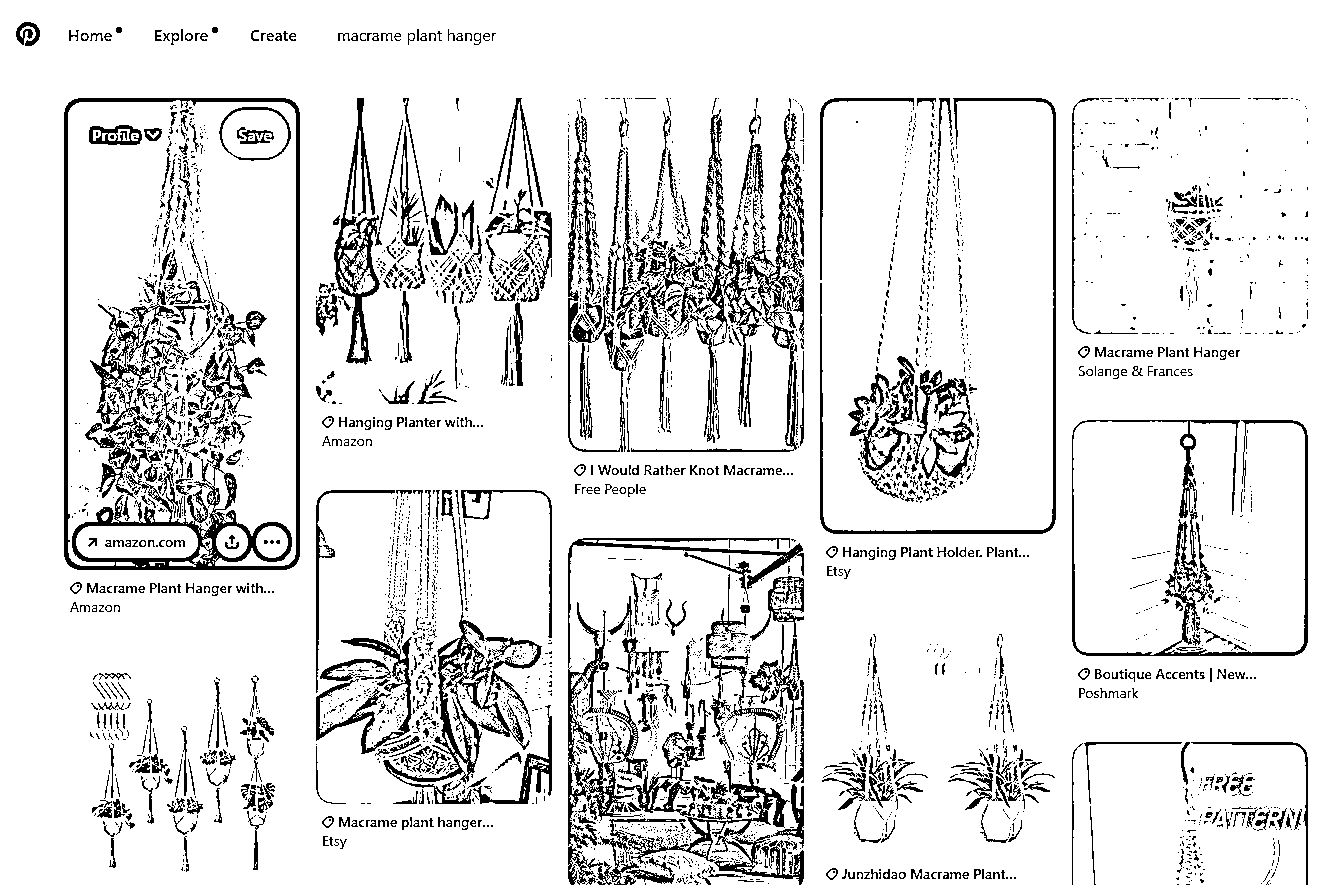 Home
Explore
Create
macrame plant hanger
Profile
Save
amazon.com
Macrame Plant Hanger with...
Amazon
Hanging Planter with...
Amazon
Macrame plant hanger...
Etsy
I Would Rather Knot Macrame...
Free People
Hanging Plant Holder. Plant...
Etsy
Junzhidao Macrame Plant...
Macrame Plant Hanger
Solange & Frances
Boutique Accents | New...
Poshmark
FREE
PATTERN!